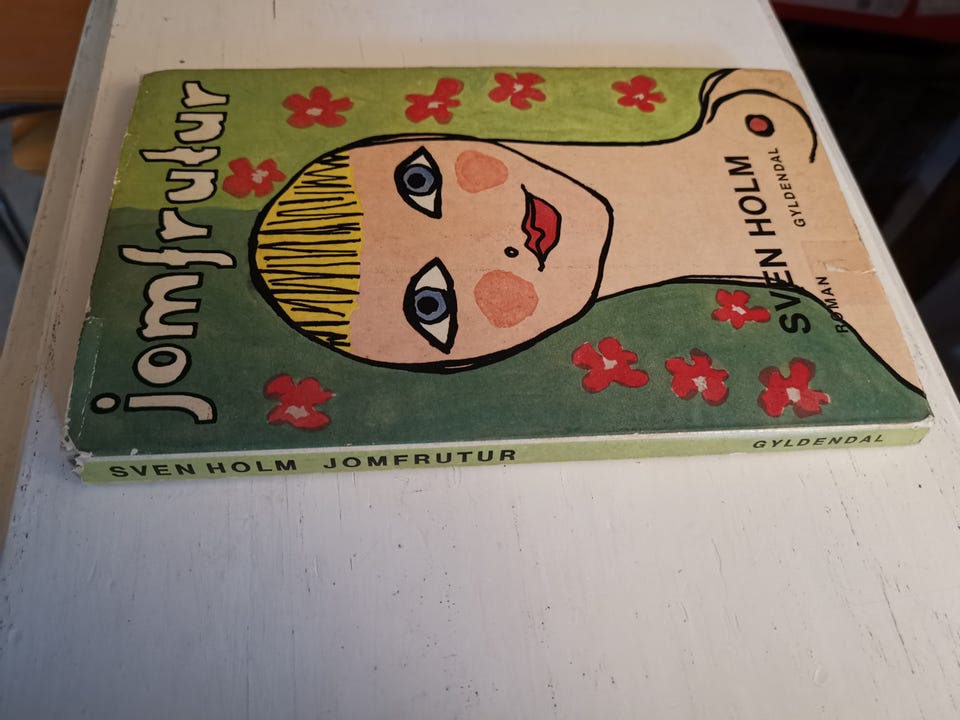 jomfrutur
SVEN HOLM
GYLDENDAL
ROMAN
SVEN HOLM JOMFRUTUR GYLDENDAL